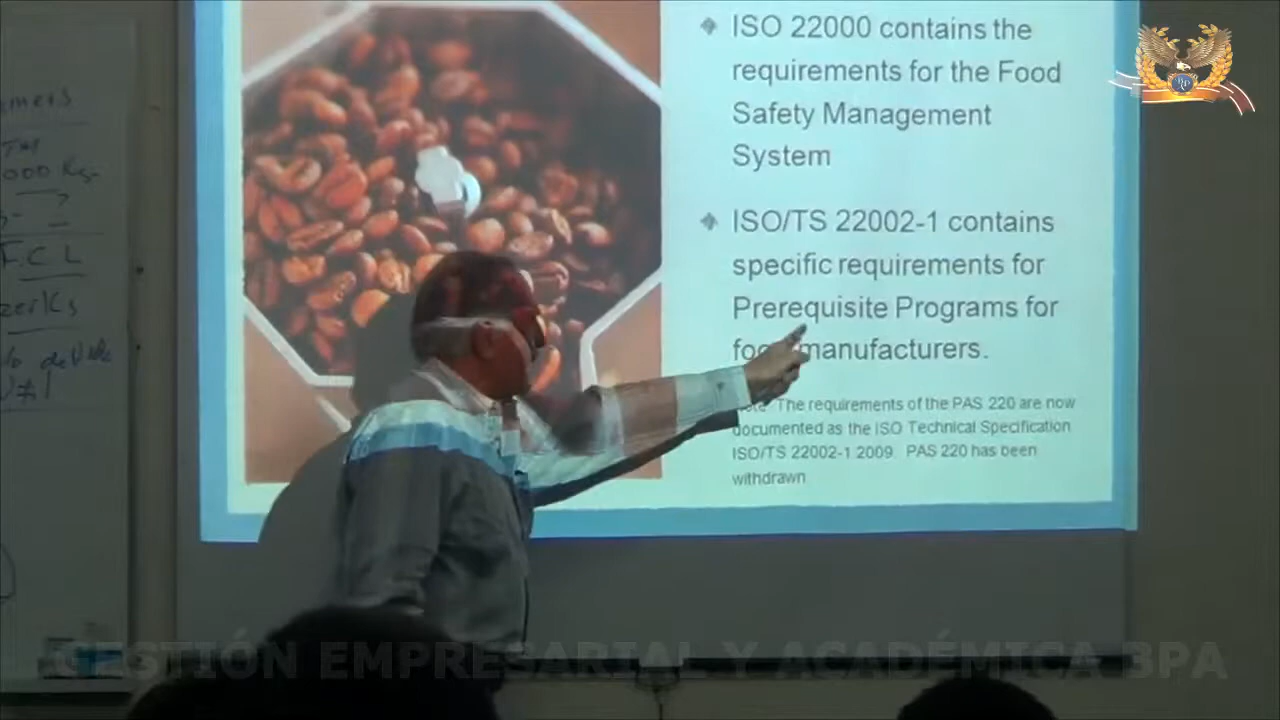 ISO 22000 contains the
requirements for the Food
Safety Management
System
ISO/TS 22002-1 contains
specific requirements for
Prerequisite Programs for
manufacturers.
The requirements of the PAS 220 are now
documented as the ISO Technical Specification
ISO/TS 22002-1 2009. PAS 220 has been
withdrawn
000 Kg-
F.C.L
GESTIÓN EMPRESARIAL Y ACADÉMICA BPA